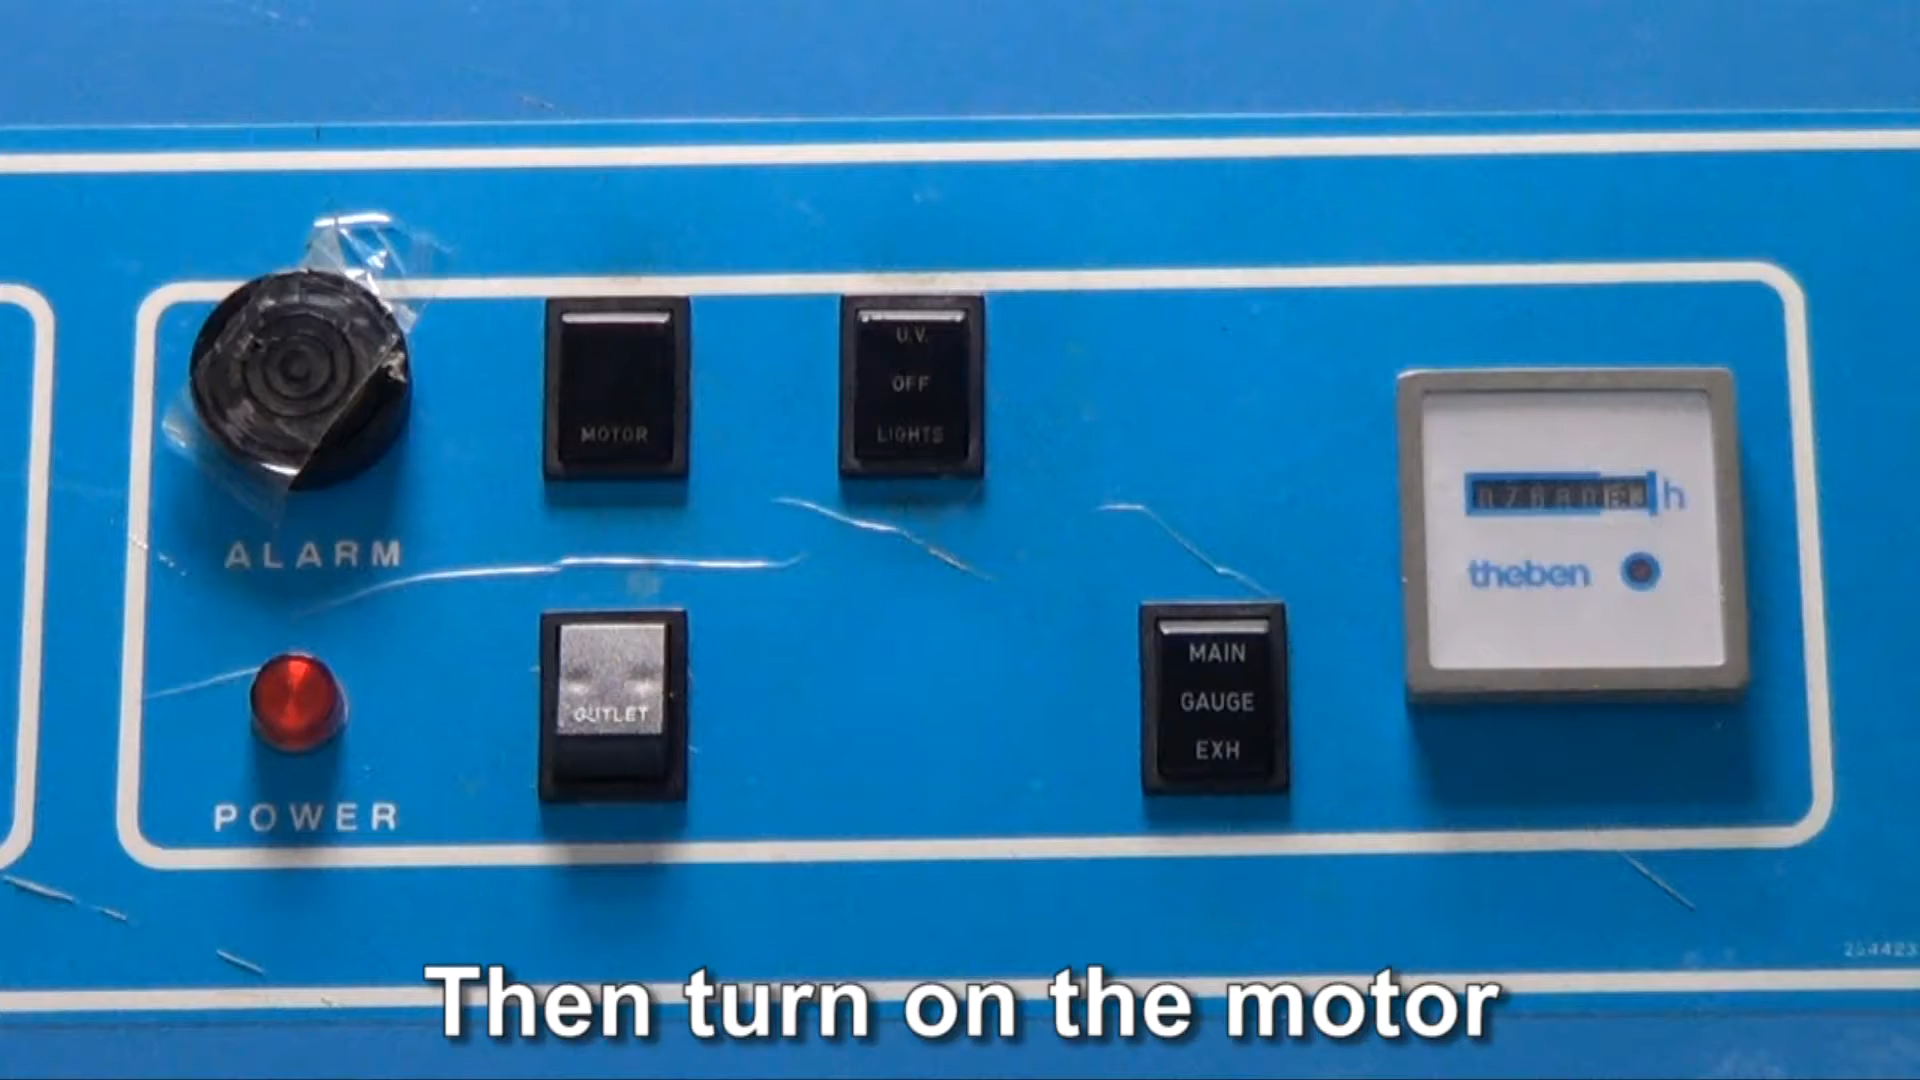 U.V.
OFF
LIGHTS
MOTOR
h
theben
ALARM
OUTLET
MAIN
GAUGE
EXH
POWER
Then turn on the motor